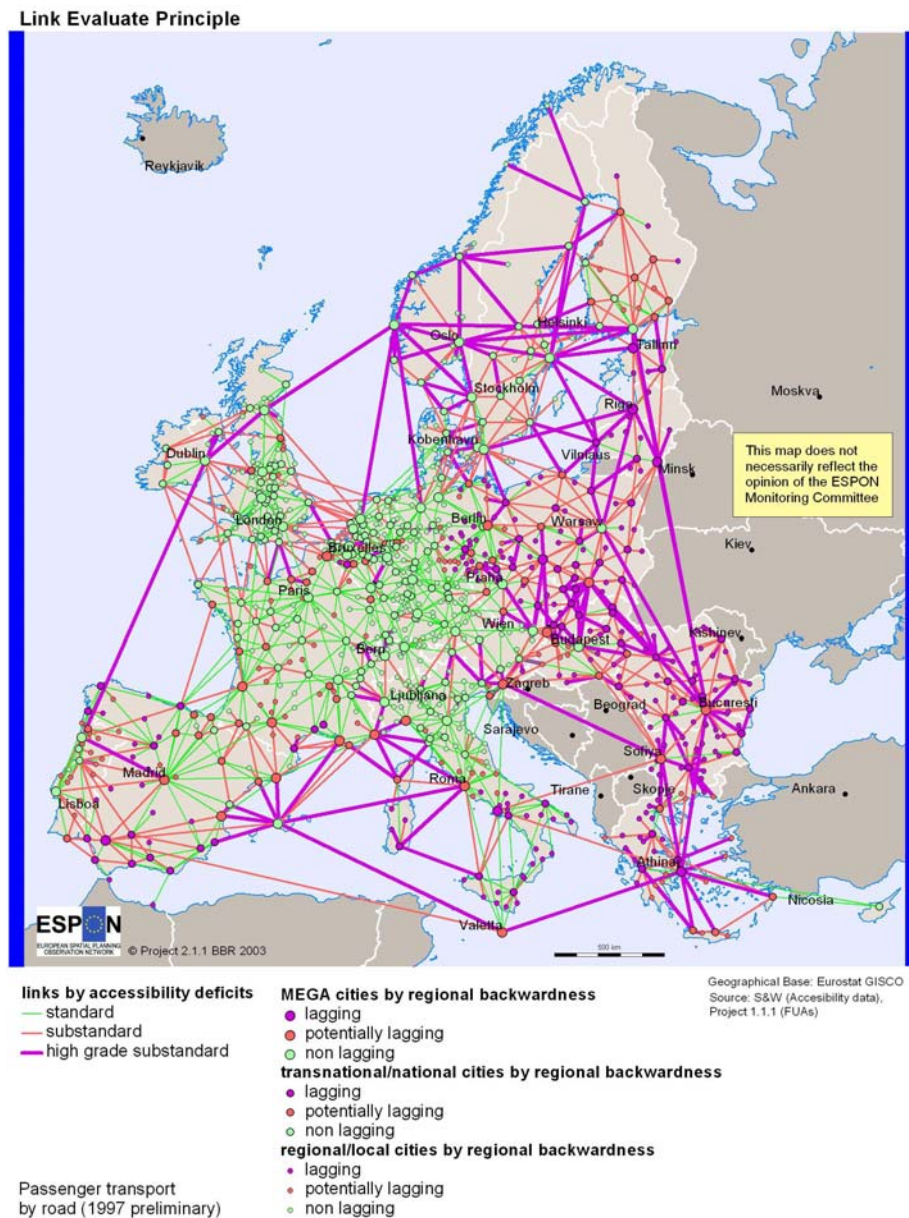 Link Evaluate Principle
Reykjavik
Helsinki
Oslo
Tallinn
Stockholm
Moskva
Riga
Kobenhavn
Dublin
Vilniaus
Minsk
This map does not
necessarily reflect the
opinion of the ESPON
Monitoring Committee
London
Berlin
Warsaw
Bruxelles
Kiev
Praha
Paris
Wien
Budapest
Kishinev
Bern
Zagreb
Ljubljana
Beograd
Bucuresti
Sarajevo
Sofiya
Madrid
Roma
Tirane
Skopje
Ankara
Lisboa
Athina
Nicosia
Valetta
ESPON
EUROPEAN SPATIAL PLANNING
OBSERVATION NETWORK
© Project 2.1.1 BBR 2003
500 km
links by accessibility deficits
standard
substandard
high grade substandard
MEGA cities by regional backwardness
lagging
potentially lagging
non lagging
transnational/national cities by regional backwardness
lagging
potentially lagging
non lagging
regional/local cities by regional backwardness
lagging
potentially lagging
non lagging
Geographical Base: Eurostat GISCO
Source: S&W (Accesibility data),
Project 1.1.1 (FUAs)
Passenger transport
by road (1997 preliminary)